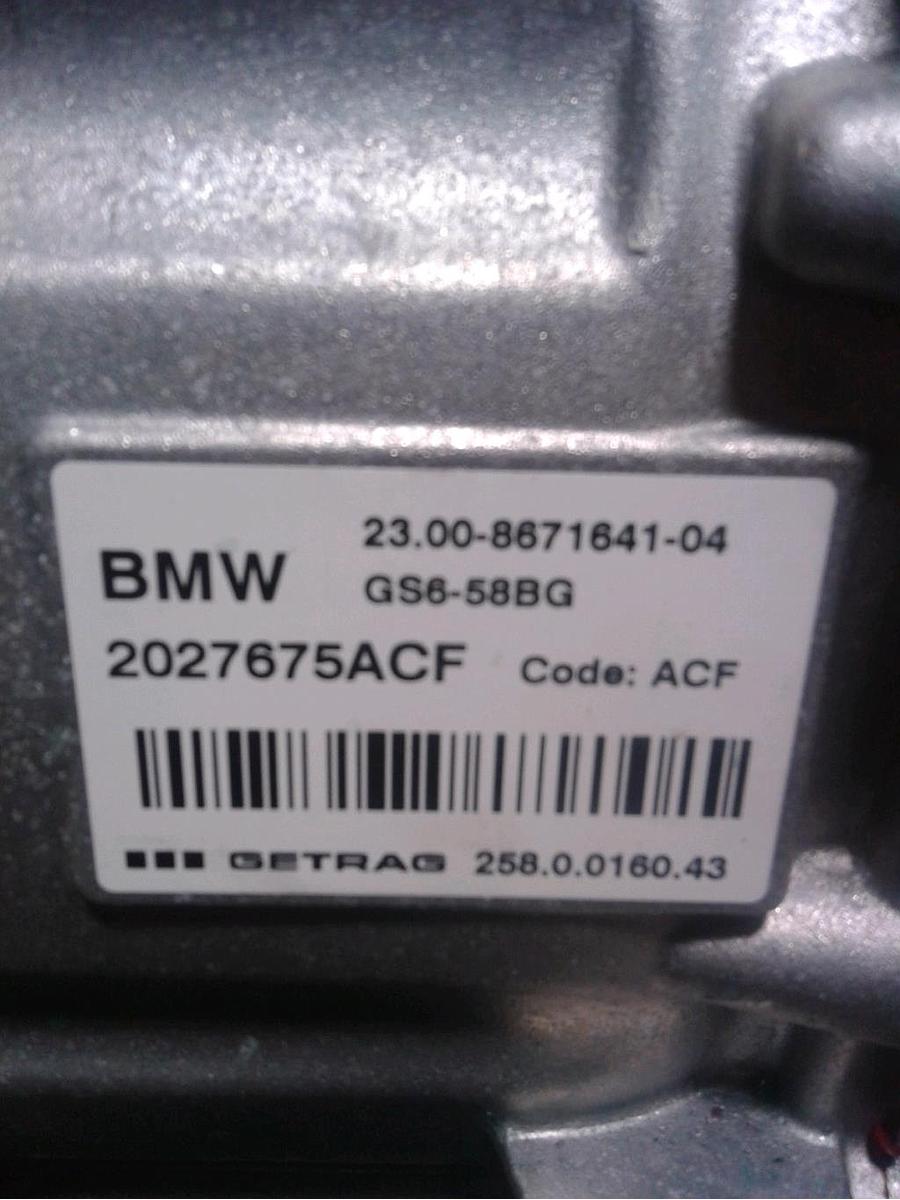 BMW
23.00-8671641-04
GS6-58BG
2027675ACF Code: ACF
GETRAG 258.0.0160.43